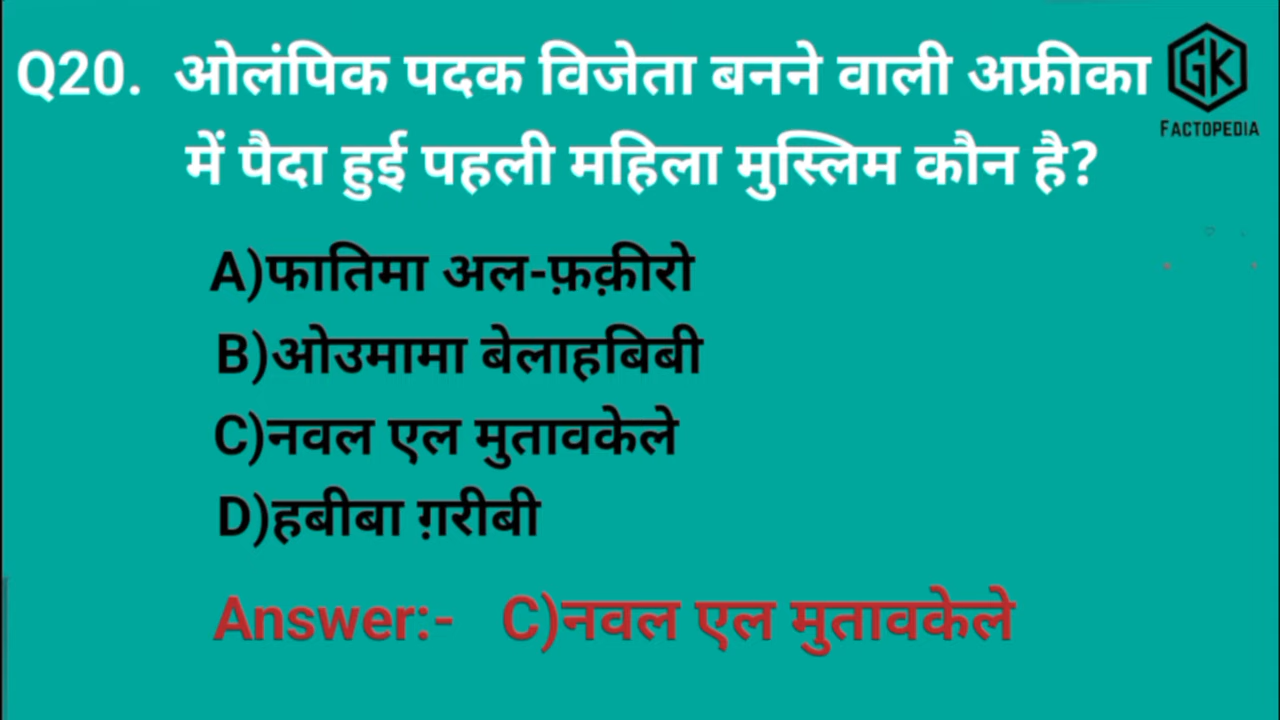 Q20. ओलंपिक पदक विजेता बनने वाली अफ्रीका
में पैदा हुई पहली महिला मुस्लिम कौन है?
GK
FACTOPEDIA
A)फातिमा अल-फ़क़ीरो
B)ओउमामा बेलाहबिबी
C)नवल एल मुतावकेले
D)हबीबा ग़रीबी
Answer:- C)नवल एल मुतावकेले